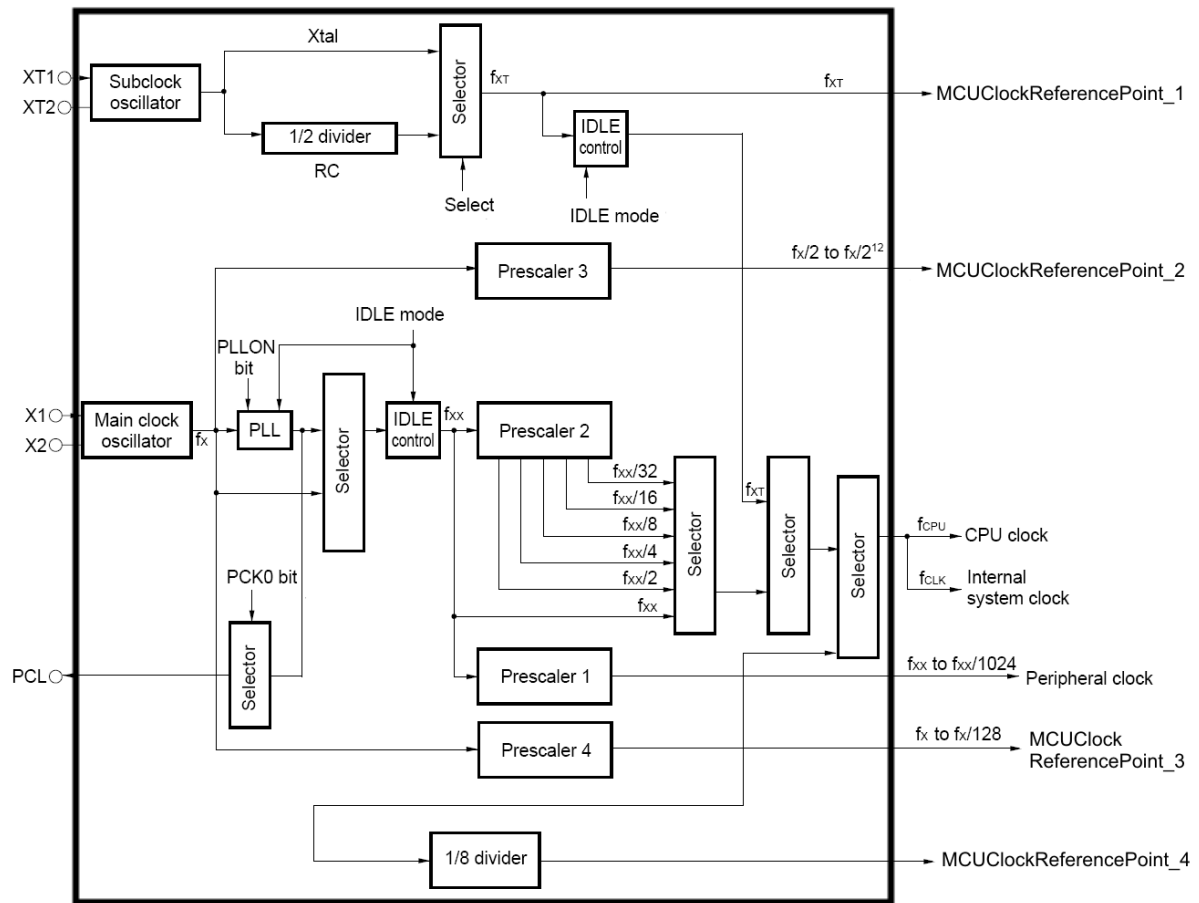 Xtal
XT1
Subclock
oscillator
XT2
Selector
fXT
fXT
MCUClockReferencePoint_1
1/2 divider
RC
IDLE
control
Select
IDLE mode
Prescaler 3
fX/2 to fX/2¹²
MCUClockReferencePoint_2
IDLE mode
PLLON
bit
X1
Main clock
oscillator
X2
fX
PLL
Selector
IDLE
control
fXX
Prescaler 2
fXX/32
fXX/16
fXX/8
fXX/4
fXX/2
fXX
Selector
fXT
Selector
Selector
fCPU
CPU clock
fCLK
Internal
system clock
PCK0 bit
PCL
Selector
Prescaler 1
fXX to fXX/1024
Peripheral clock
Prescaler 4
fX to fX/128
MCUClock
ReferencePoint_3
1/8 divider
MCUClockReferencePoint_4